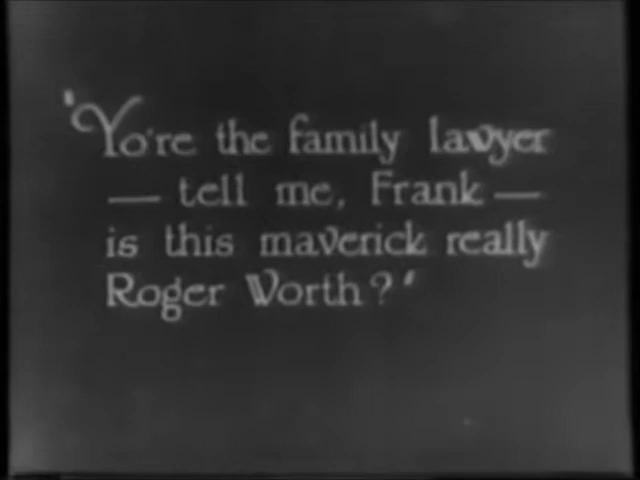 "Yo're the family lawyer
— tell me, Frank —
is this maverick really
Roger Worth?"